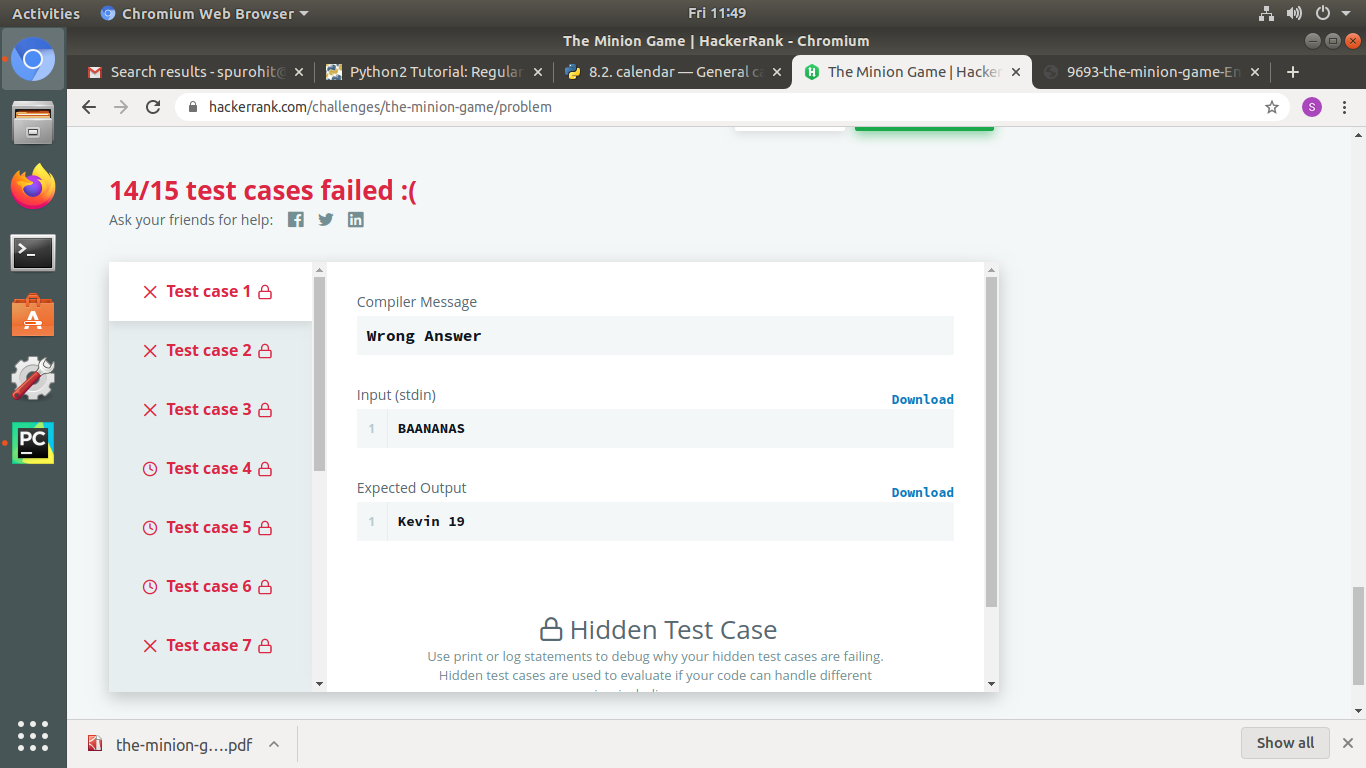 Activities Chromium Web Browser Fri 11:49
The Minion Game | HackerRank - Chromium
Search results - spurohit@ Python2 Tutorial: Regular 8.2. calendar — General ca The Minion Game | Hacker 9693-the-minion-game-En
hackerrank.com/challenges/the-minion-game/problem S
14/15 test cases failed :(
Ask your friends for help:
Test case 1
Compiler Message
Wrong Answer
Test case 2
Input (stdin) Download
Test case 3
1 BAANANAS
Test case 4
Expected Output Download
Test case 5
1 Kevin 19
Test case 6
Hidden Test Case
Test case 7
Use print or log statements to debug why your hidden test cases are failing.
Hidden test cases are used to evaluate if your code can handle different
PC
the-minion-g....pdf Show all